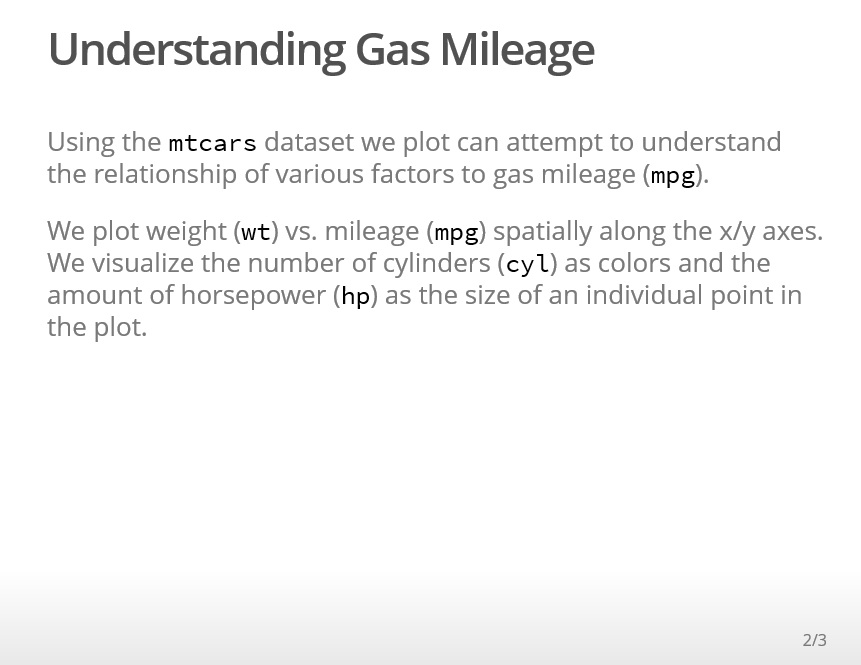 Understanding Gas Mileage
Using the mtcars dataset we plot can attempt to understand
the relationship of various factors to gas mileage (mpg).
We plot weight (wt) vs. mileage (mpg) spatially along the x/y axes.
We visualize the number of cylinders (cyl) as colors and the
amount of horsepower (hp) as the size of an individual point in
the plot.
2/3